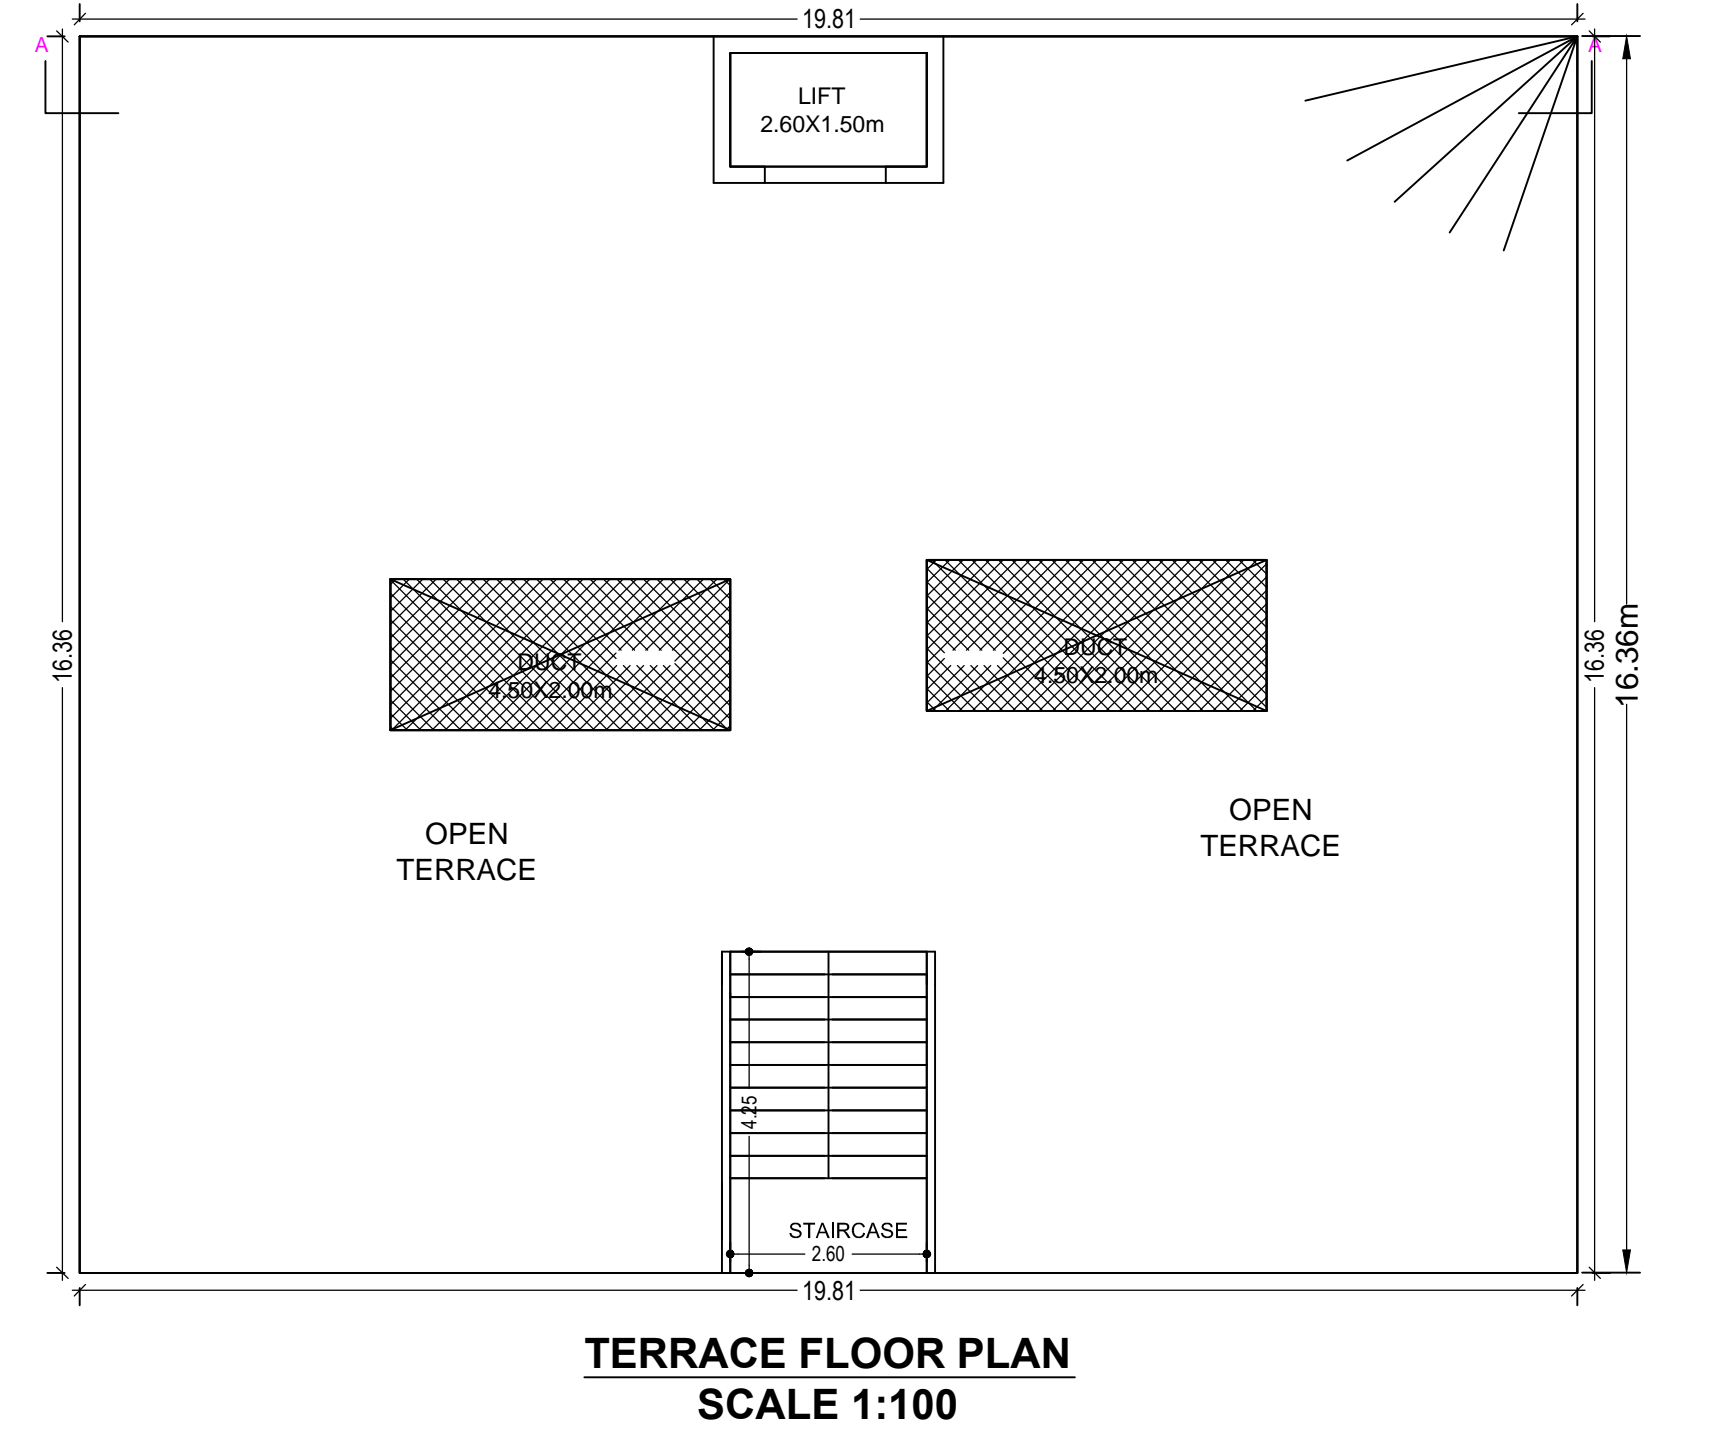 19.81
A
A
LIFT
2.60X1.50m
16.36
DUCT
4.50X2.00m
DUCT
4.50X2.00m
16.36
16.36m
OPEN
TERRACE
OPEN
TERRACE
4.25
STAIRCASE
2.60
19.81
TERRACE FLOOR PLAN
SCALE 1:100